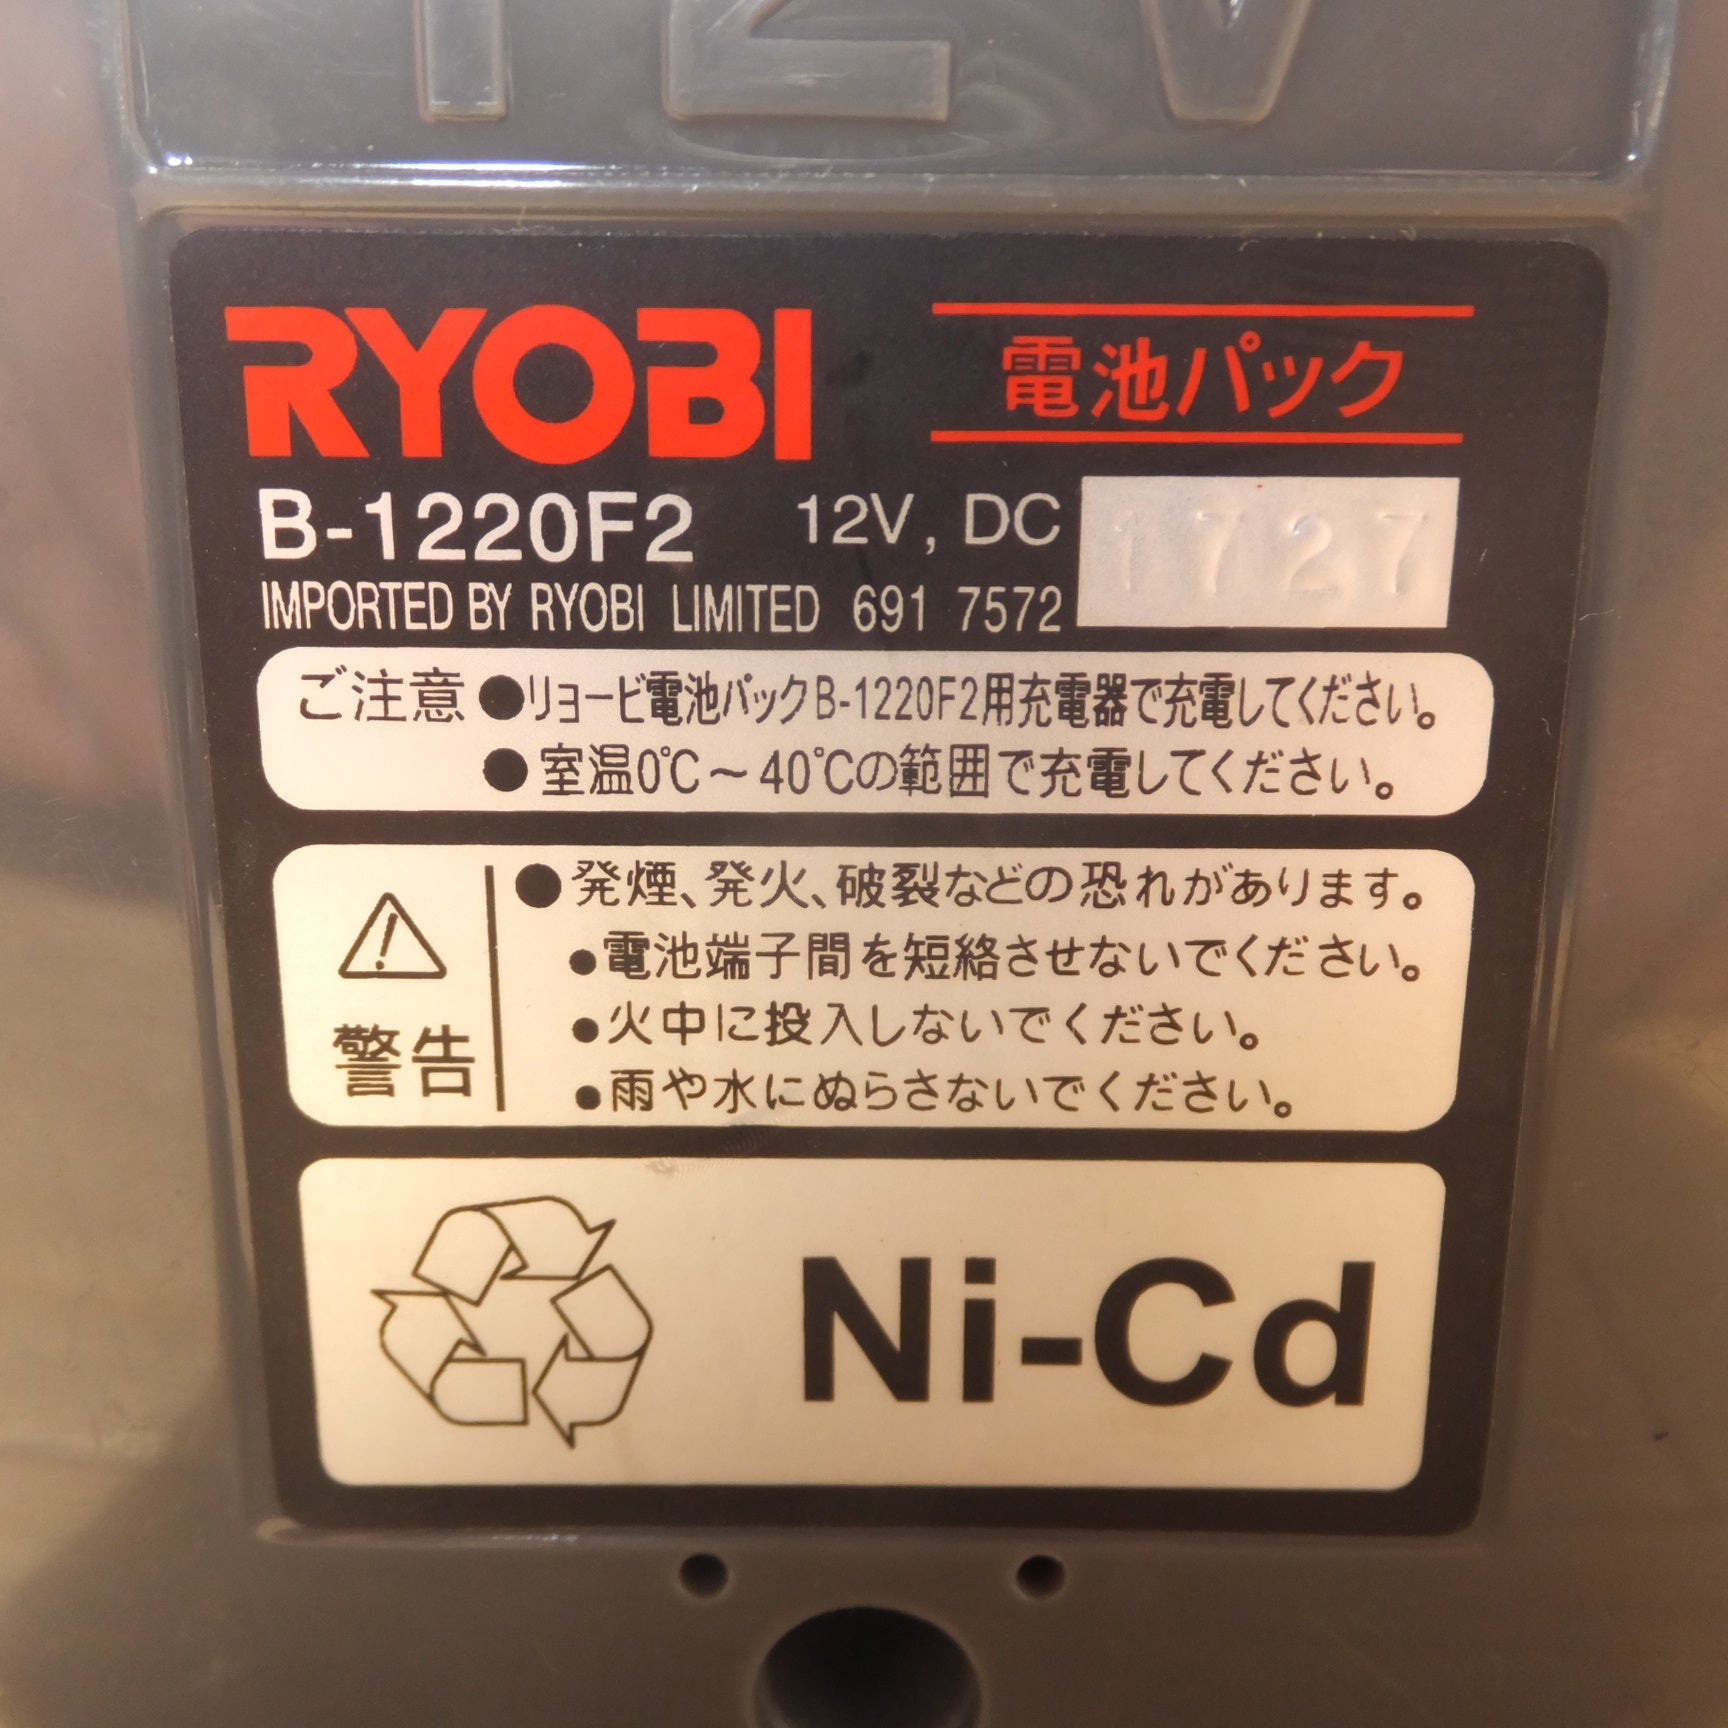 12V
RYOBI
電池パック
B-1220F2 12V, DC 1727
IMPORTED BY RYOBI LIMITED 691 7572
ご注意 ●リョービ電池パックB-1220F2用充電器で充電してください。
●室温0℃～40℃の範囲で充電してください。
警告
●発煙、発火、破裂などの恐れがあります。
●電池端子間を短絡させないでください。
●火中に投入しないでください。
●雨や水にぬらさないでください。
Ni-Cd